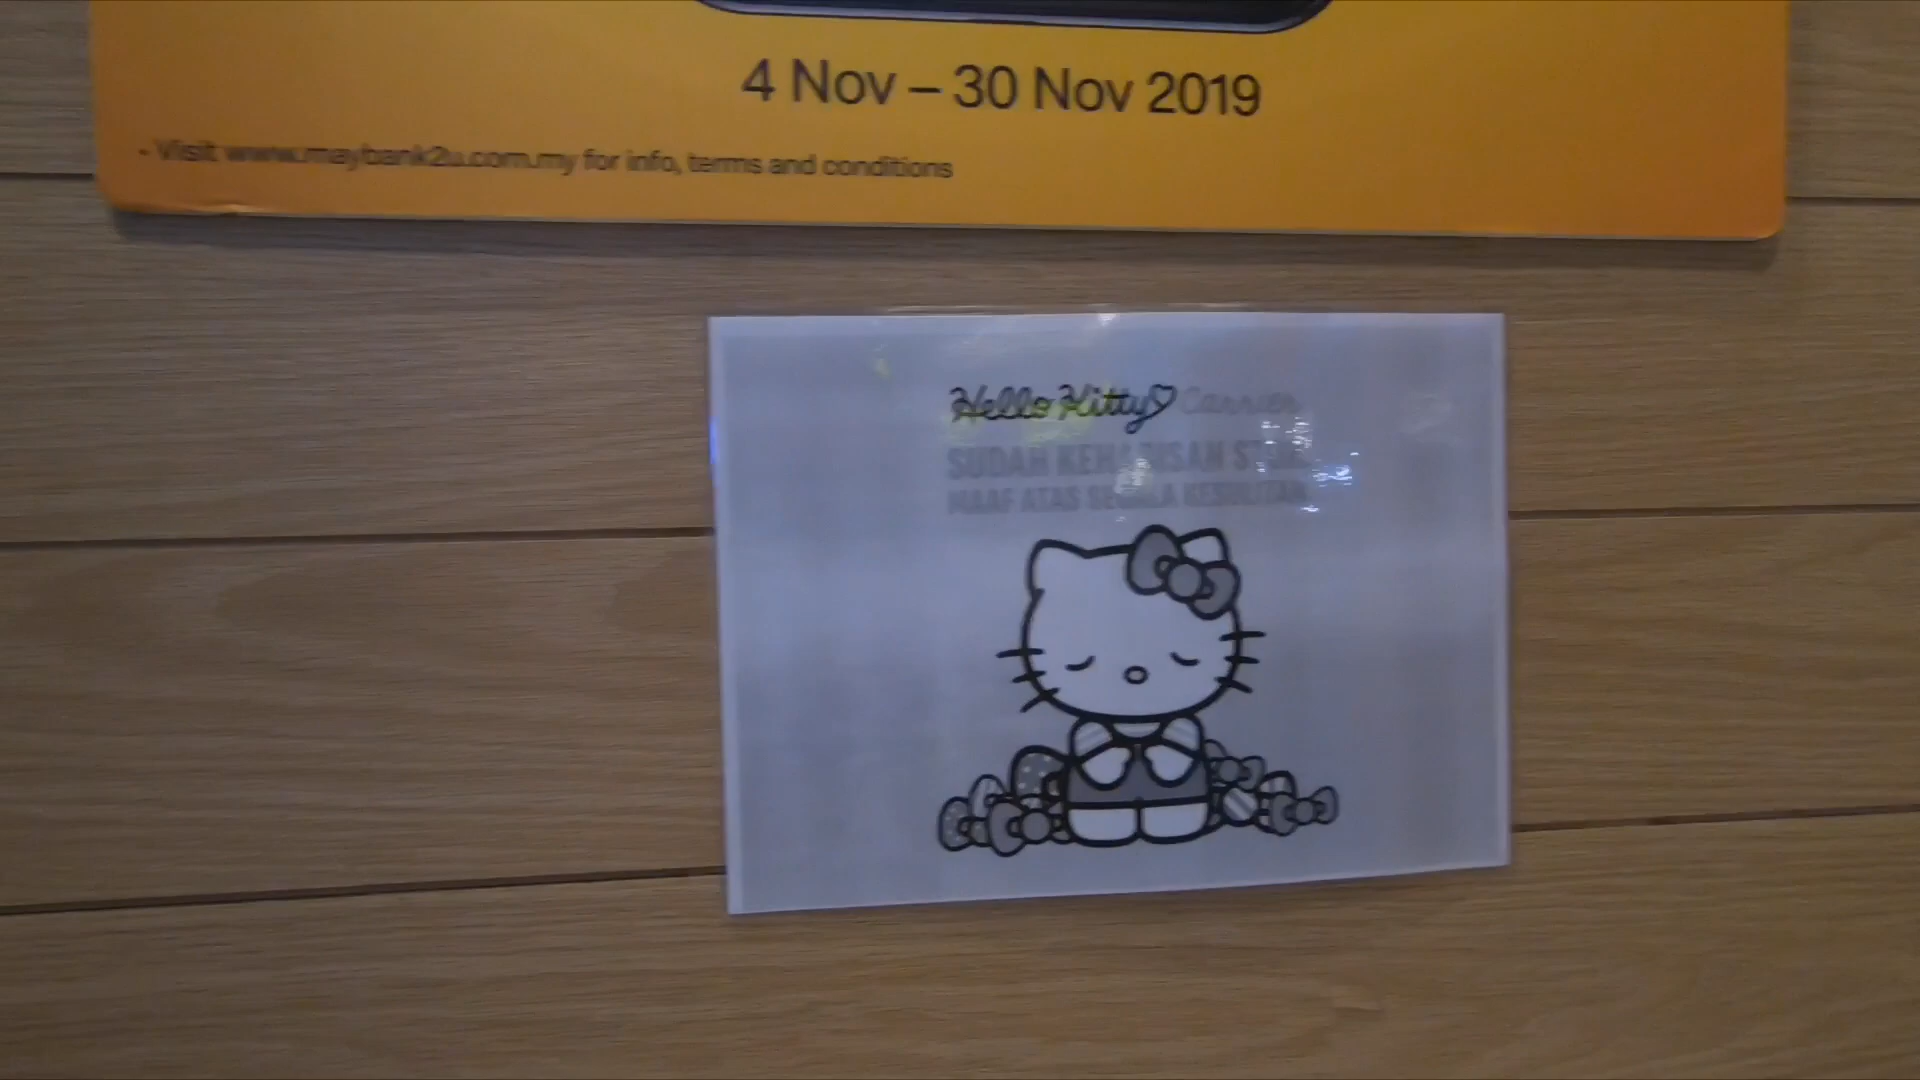 4 Nov – 30 Nov 2019
- Visit www.maybank2u.com.my for info, terms and conditions
Hello Kitty Carrier
SUDAH KEHABISAN STOK
MAAF ATAS SEGALA KESULITAN